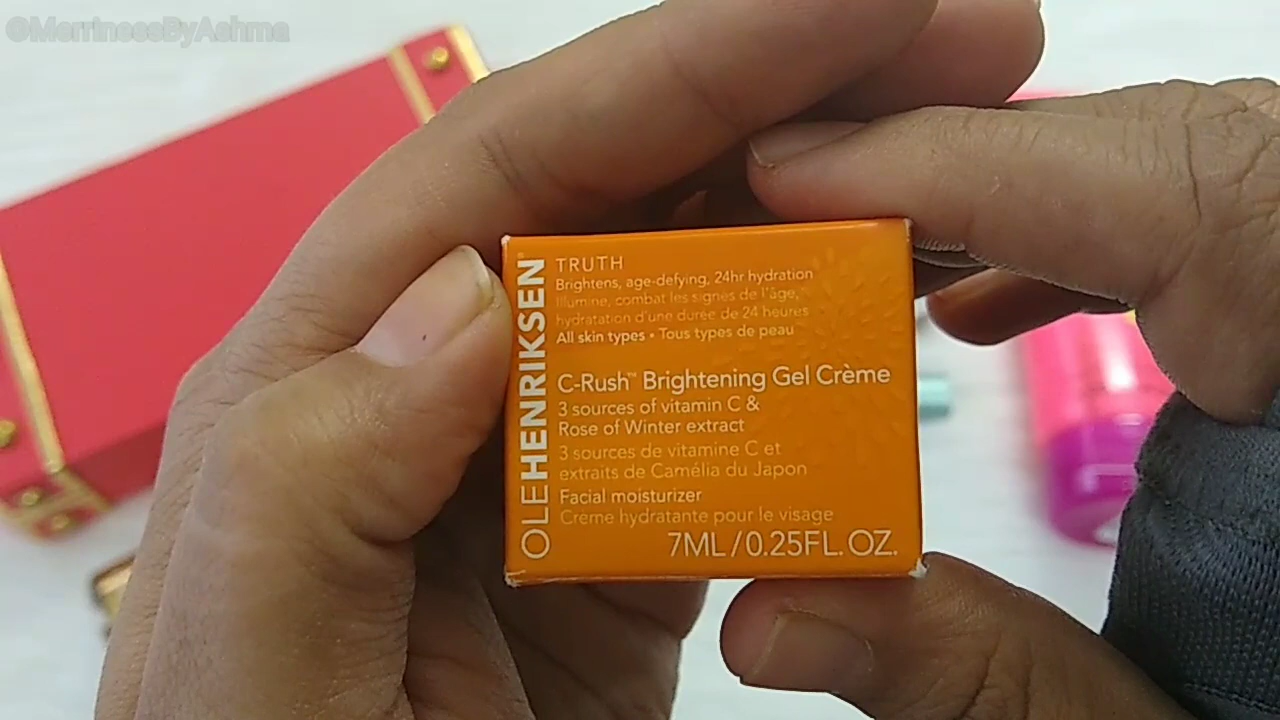 @MerrinessByAshma
OLEHENRIKSEN®
TRUTH
Brightens, age-defying, 24hr hydration
Illumine, combat les signes de l'âge,
hydratation d'une durée de 24 heures
All skin types • Tous types de peau
C-Rush™ Brightening Gel Crème
3 sources of vitamin C &
Rose of Winter extract
3 sources de vitamine C et
extraits de Camélia du Japon
Facial moisturizer
Crème hydratante pour le visage
7ML/0.25FL. OZ.